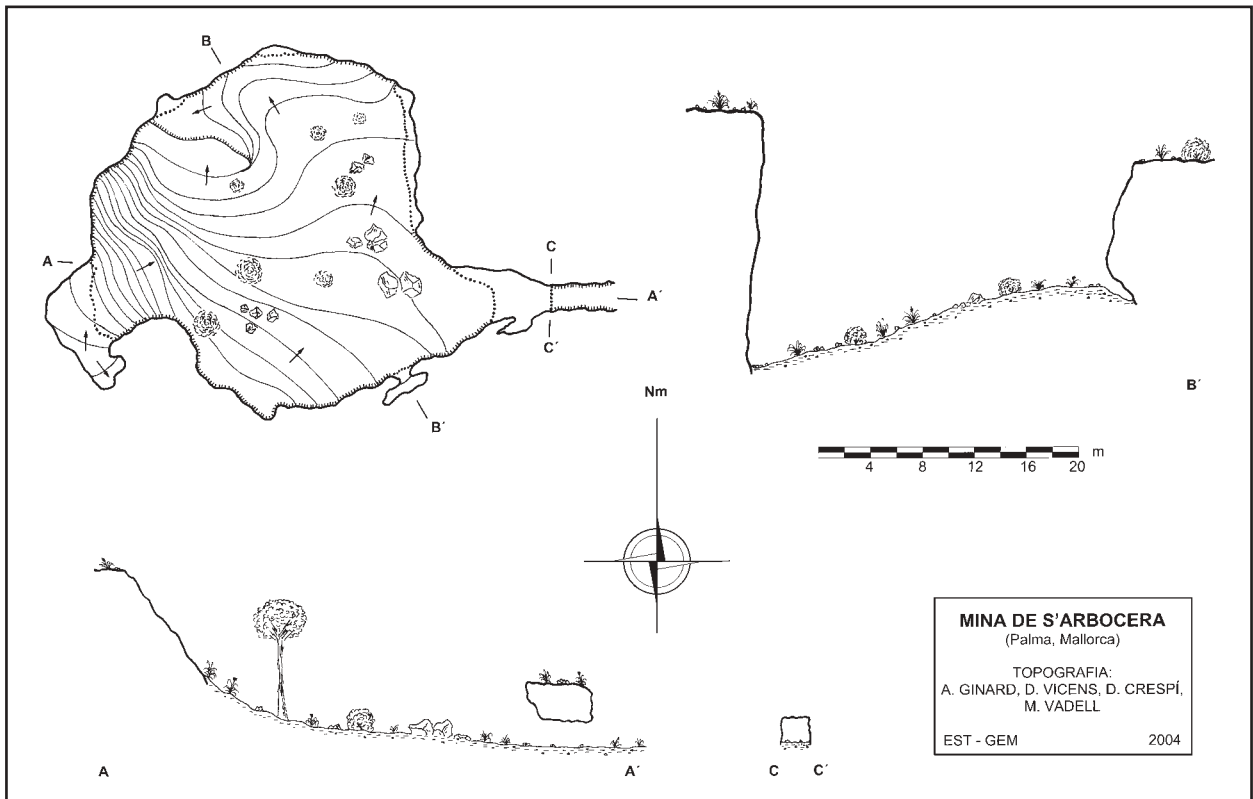 B
A
C
A´
C´
B´
B´
Nm
4 8 12 16 20 m
A A´
C C´
MINA DE S'ARBOCERA
(Palma, Mallorca)
TOPOGRAFIA:
A. GINARD, D. VICENS, D. CRESPÍ,
M. VADELL
EST - GEM 2004